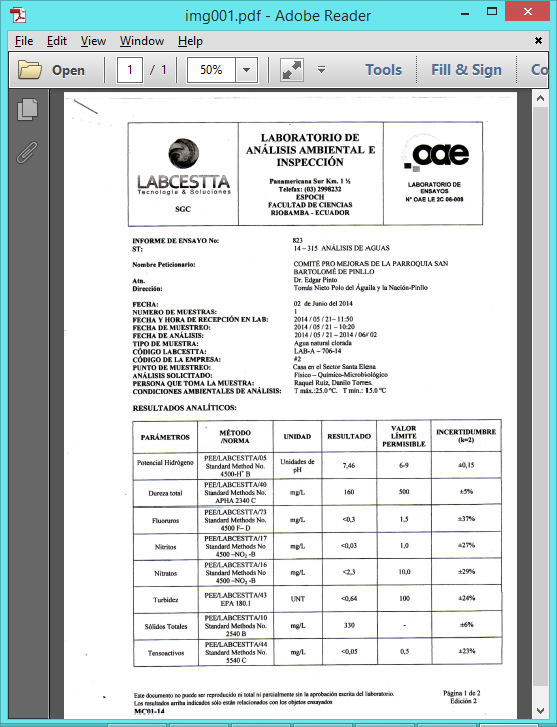 img001.pdf - Adobe Reader
File Edit View Window Help
Open 1 / 1 50% Tools Fill & Sign Co
LABCESTTA
Tecnología & Soluciones
SGC
LABORATORIO DE
ANÁLISIS AMBIENTAL E
INSPECCIÓN
Panamericana Sur Km. 1 ½
Telefax: (03) 2998232
ESPOCH
FACULTAD DE CIENCIAS
RIOBAMBA - ECUADOR
oae
LABORATORIO DE
ENSAYOS
N° OAE LE 2C 06-008
INFORME DE ENSAYO No: 823
ST: 14 – 315 ANÁLISIS DE AGUAS
Nombre Peticionario: COMITÉ PRO MEJORAS DE LA PARROQUIA SAN
BARTOLOMÉ DE PINLLO
Atn. Dr. Edgar Pinto
Dirección: Tomás Nieto Polo del Águila y la Nación-Pinllo
FECHA: 02 de Junio del 2014
NUMERO DE MUESTRAS: 1
FECHA Y HORA DE RECEPCIÓN EN LAB: 2014 / 05 / 21– 11:50
FECHA DE MUESTREO: 2014 / 05 / 21 – 10:20
FECHA DE ANÁLISIS: 2014 / 05 / 21 – 2014 / 06/ 02
TIPO DE MUESTRA: Agua natural clorada
CÓDIGO LABCESTTA: LAB-A – 706-14
CÓDIGO DE LA EMPRESA: #2
PUNTO DE MUESTREO: Casa en el Sector Santa Elena
ANÁLISIS SOLICITADO: Físico – Químico-Microbiológico
PERSONA QUE TOMA LA MUESTRA: Raquel Ruiz, Danilo Torres.
CONDICIONES AMBIENTALES DE ANÁLISIS: T máx.:25.0 °C. T mín.: 15.0 °C
RESULTADOS ANALÍTICOS:
PARÁMETROS MÉTODO /NORMA UNIDAD RESULTADO VALOR LÍMITE PERMISIBLE INCERTIDUMBRE (k=2)
Potencial Hidrógeno PEE/LABCESTTA/05 Standard Method No. 4500-H⁺ B Unidades de pH 7,46 6-9 ±0,15
Dureza total PEE/LABCESTTA/40 Standard Methods No. APHA 2340 C mg/L 160 500 ±5%
Fluoruros PEE/LABCESTTA/73 Standard Methods No. 4500 F– D mg/L <0,3 1,5 ±37%
Nitritos PEE/LABCESTTA/17 Standard Methods No 4500 –NO₂ -B mg/L <0,03 1,0 ±27%
Nitratos PEE/LABCESTTA/16 Standard Methods No. 4500 –NO₃ -B mg/L <2,3 10,0 ±29%
Turbidez PEE/LABCESTTA/43 EPA 180.1 UNT <0,64 100 ±24%
Sólidos Totales PEE/LABCESTTA/10 Standard Methods No. 2540 B mg/L 330 - ±6%
Tensoactivos PEE/LABCESTTA/44 Standard Methods No. 5540 C mg/L <0,05 0,5 ±23%
Este documento no puede ser reproducido ni total ni parcialmente sin la aprobación escrita del laboratorio. Página 1 de 2
Los resultados arriba indicados sólo están relacionados con los objetos ensayados Edición 2
MC01-14